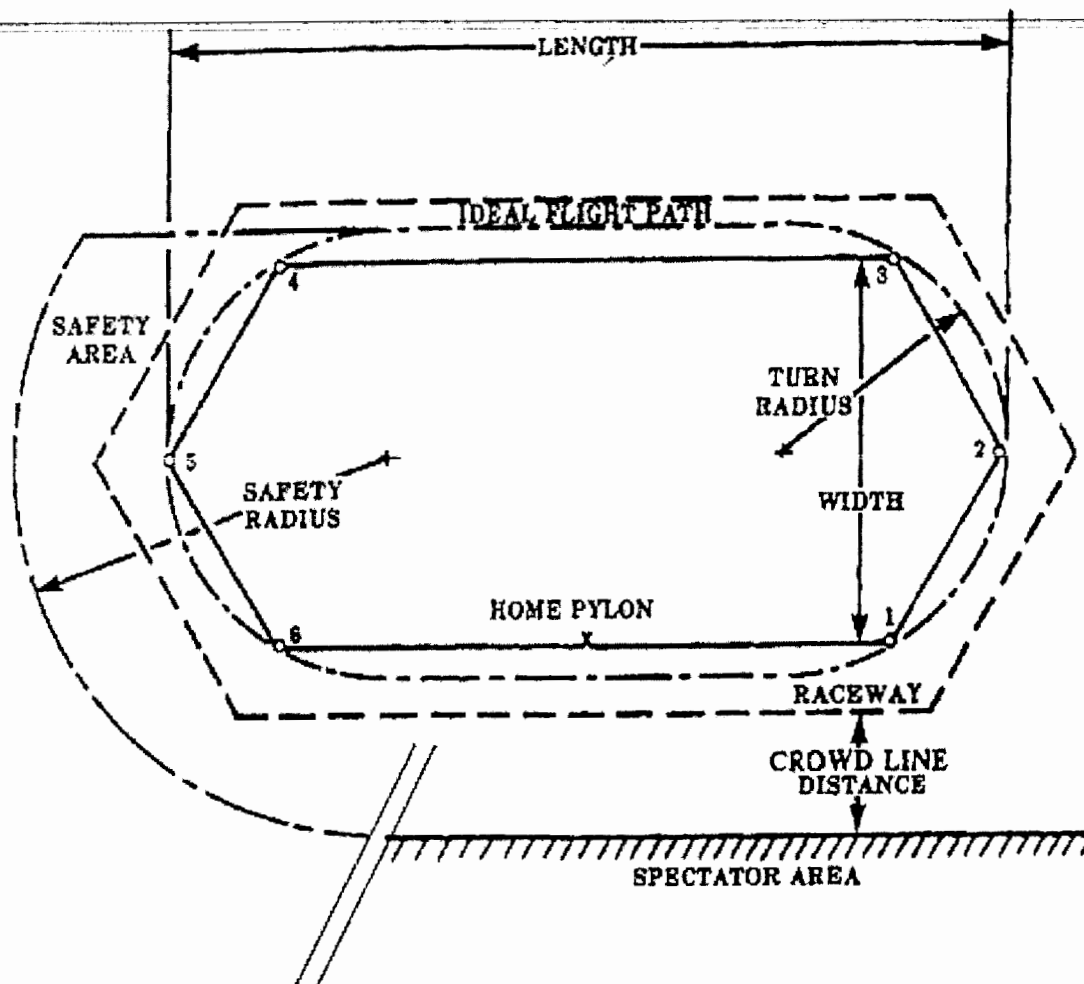 LENGTH
IDEAL FLIGHT PATH
4
3
SAFETY
AREA
TURN
RADIUS
5
2
SAFETY
RADIUS
WIDTH
HOME PYLON
6
1
RACEWAY
CROWD LINE
DISTANCE
SPECTATOR AREA